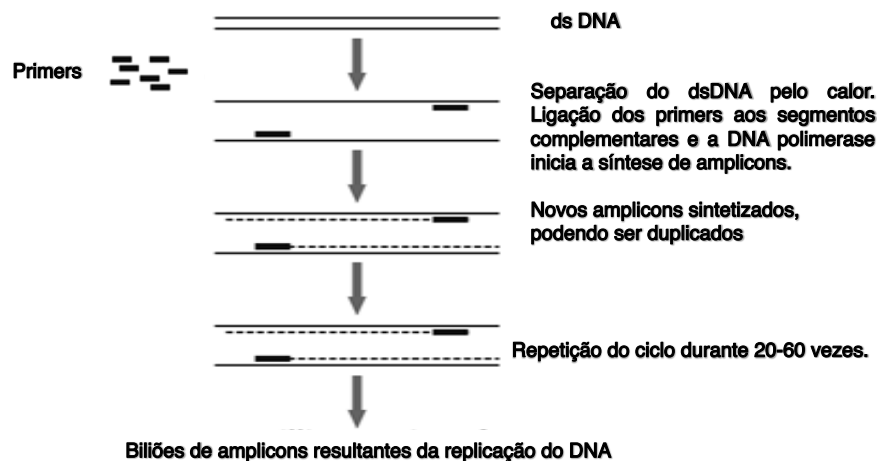 ds DNA
Primers
Separação do dsDNA pelo calor.
Ligação dos primers aos segmentos
complementares e a DNA polimerase
inicia a síntese de amplicons.
Novos amplicons sintetizados,
podendo ser duplicados
Repetição do ciclo durante 20-60 vezes.
Biliões de amplicons resultantes da replicação do DNA